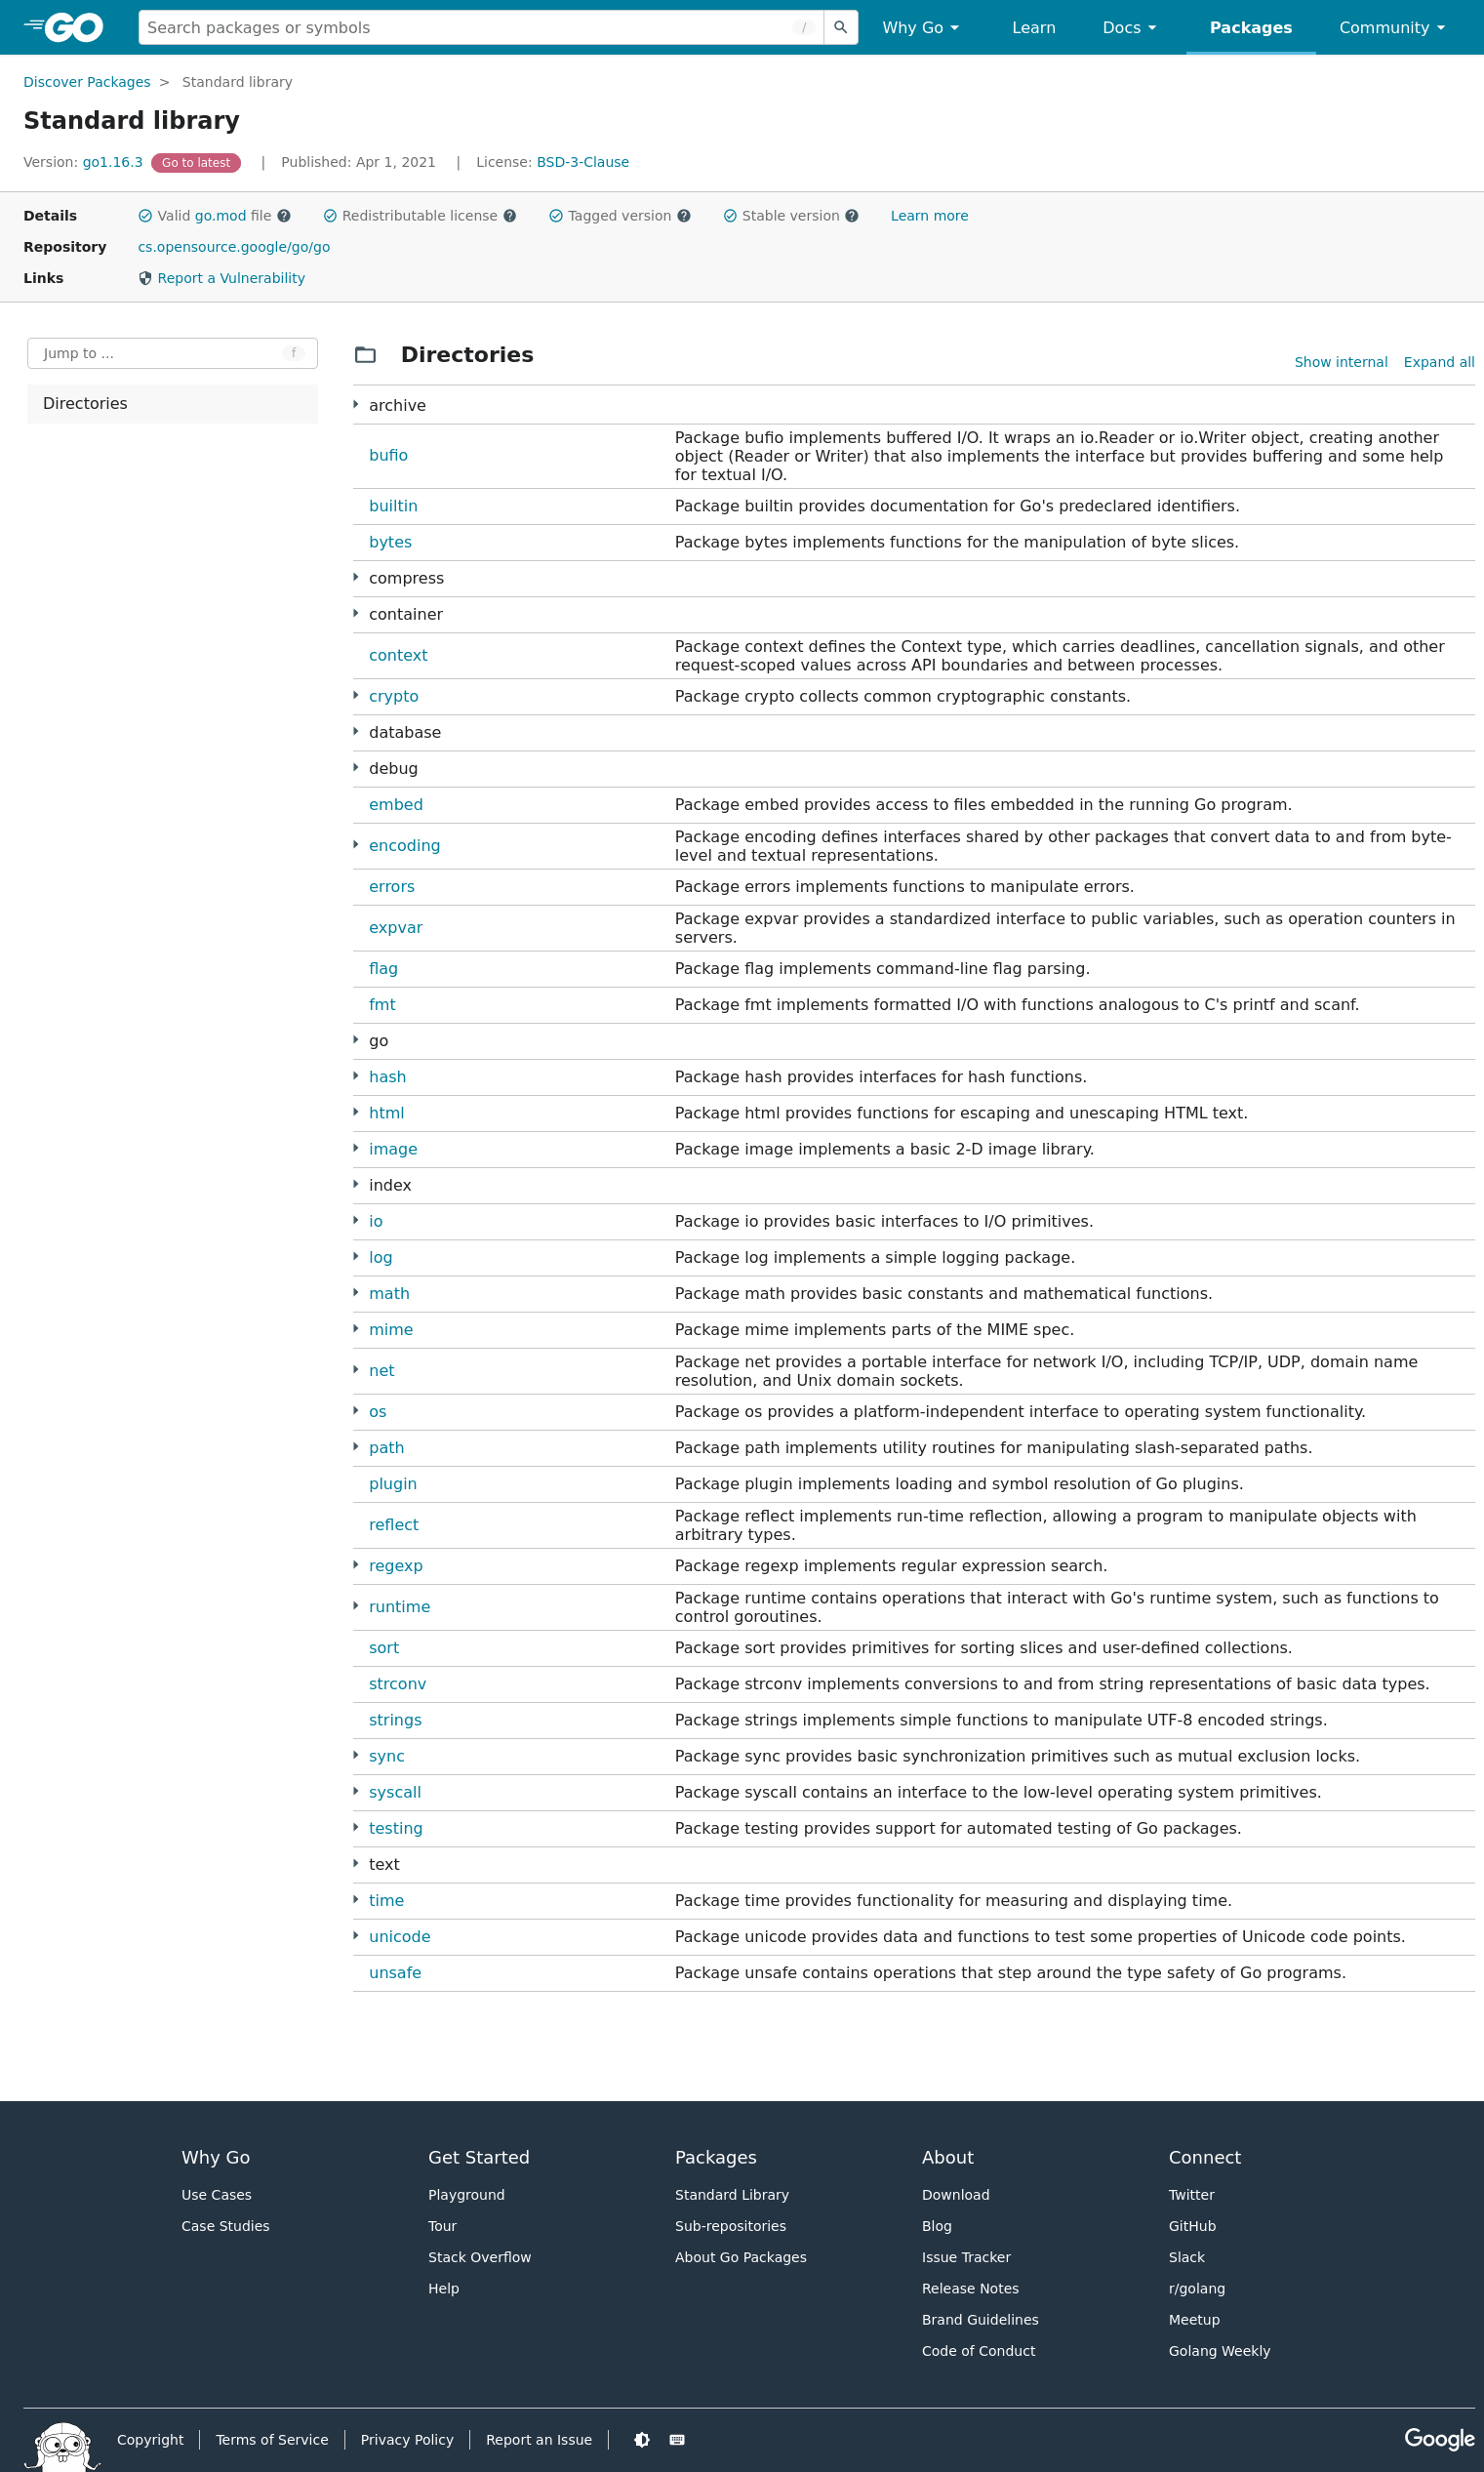 GO
Search packages or symbols /
Why Go Learn Docs Packages Community
Discover Packages > Standard library
Standard library
Version: go1.16.3 Go to latest | Published: Apr 1, 2021 | License: BSD-3-Clause
Details Valid go.mod file Redistributable license Tagged version Stable version Learn more
Repository cs.opensource.google/go/go
Links Report a Vulnerability
Jump to ... f
Directories
Directories
Show internal Expand all
archive
bufio Package bufio implements buffered I/O. It wraps an io.Reader or io.Writer object, creating another
object (Reader or Writer) that also implements the interface but provides buffering and some help
for textual I/O.
builtin Package builtin provides documentation for Go's predeclared identifiers.
bytes Package bytes implements functions for the manipulation of byte slices.
compress
container
context Package context defines the Context type, which carries deadlines, cancellation signals, and other
request-scoped values across API boundaries and between processes.
crypto Package crypto collects common cryptographic constants.
database
debug
embed Package embed provides access to files embedded in the running Go program.
encoding Package encoding defines interfaces shared by other packages that convert data to and from byte-
level and textual representations.
errors Package errors implements functions to manipulate errors.
expvar Package expvar provides a standardized interface to public variables, such as operation counters in
servers.
flag Package flag implements command-line flag parsing.
fmt Package fmt implements formatted I/O with functions analogous to C's printf and scanf.
go
hash Package hash provides interfaces for hash functions.
html Package html provides functions for escaping and unescaping HTML text.
image Package image implements a basic 2-D image library.
index
io Package io provides basic interfaces to I/O primitives.
log Package log implements a simple logging package.
math Package math provides basic constants and mathematical functions.
mime Package mime implements parts of the MIME spec.
net Package net provides a portable interface for network I/O, including TCP/IP, UDP, domain name
resolution, and Unix domain sockets.
os Package os provides a platform-independent interface to operating system functionality.
path Package path implements utility routines for manipulating slash-separated paths.
plugin Package plugin implements loading and symbol resolution of Go plugins.
reflect Package reflect implements run-time reflection, allowing a program to manipulate objects with
arbitrary types.
regexp Package regexp implements regular expression search.
runtime Package runtime contains operations that interact with Go's runtime system, such as functions to
control goroutines.
sort Package sort provides primitives for sorting slices and user-defined collections.
strconv Package strconv implements conversions to and from string representations of basic data types.
strings Package strings implements simple functions to manipulate UTF-8 encoded strings.
sync Package sync provides basic synchronization primitives such as mutual exclusion locks.
syscall Package syscall contains an interface to the low-level operating system primitives.
testing Package testing provides support for automated testing of Go packages.
text
time Package time provides functionality for measuring and displaying time.
unicode Package unicode provides data and functions to test some properties of Unicode code points.
unsafe Package unsafe contains operations that step around the type safety of Go programs.
Why Go
Use Cases
Case Studies
Get Started
Playground
Tour
Stack Overflow
Help
Packages
Standard Library
Sub-repositories
About Go Packages
About
Download
Blog
Issue Tracker
Release Notes
Brand Guidelines
Code of Conduct
Connect
Twitter
GitHub
Slack
r/golang
Meetup
Golang Weekly
Copyright Terms of Service Privacy Policy Report an Issue
Google